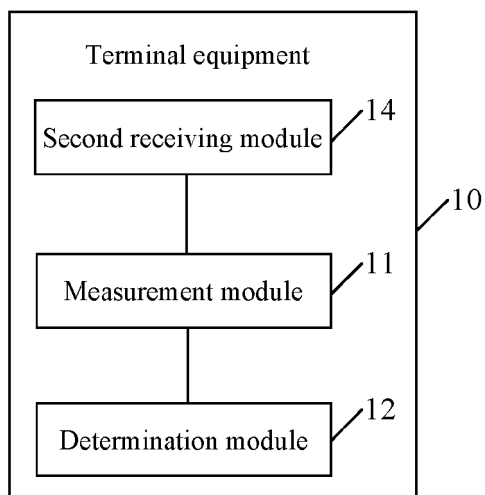 Terminal equipment
Second receiving module
14
10
Measurement module
11
Determination module
12